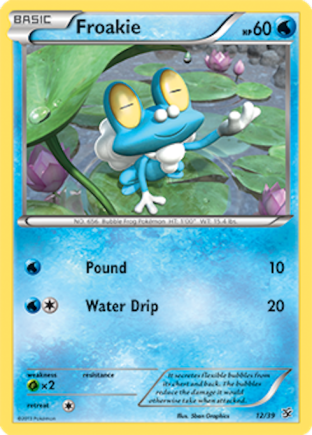 BASIC
Froakie
HP60
NO. 656 Bubble Frog Pokémon HT: 1'00" WT: 15.4 lbs.
Pound 10
Water Drip 20
weakness resistance
×2
retreat
It secretes flexible bubbles from
its chest and back. The bubbles
reduce the damage it would
otherwise take when attacked.
©2015 Pokémon
Illus. 5ban Graphics 12/39